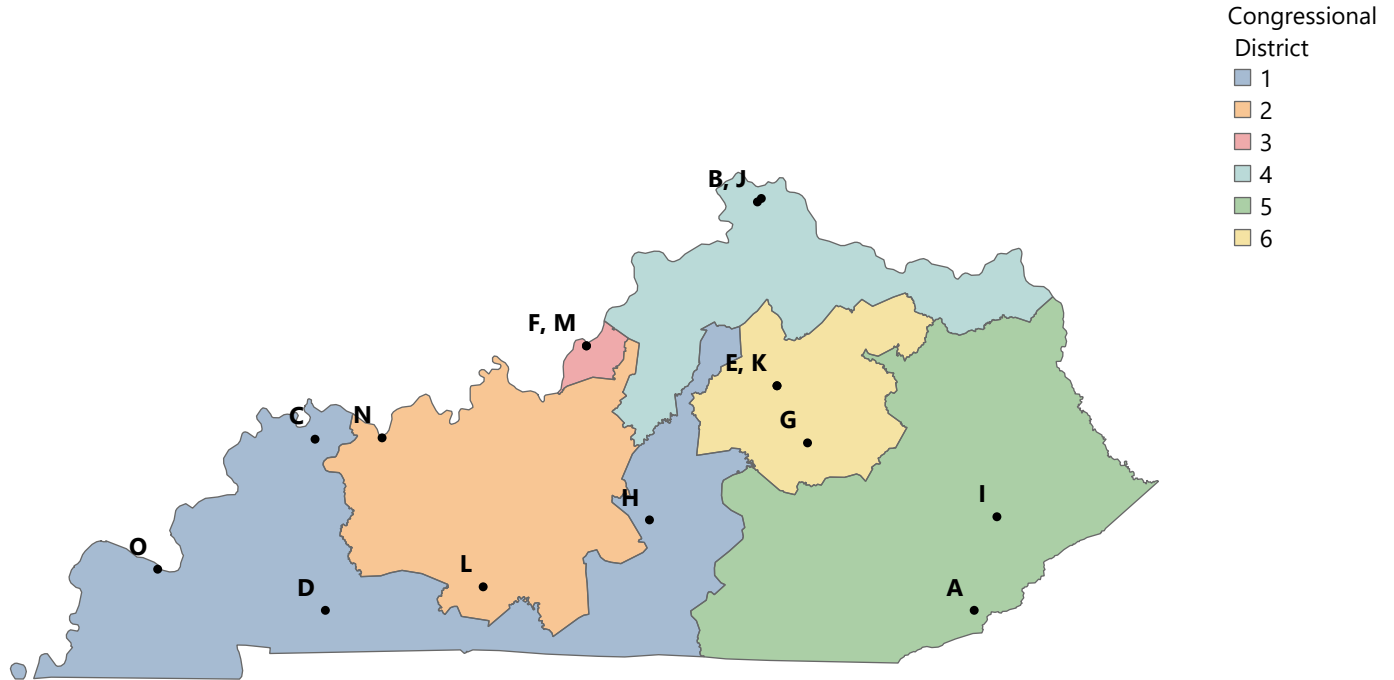 Congressional
District
1
2
3
4
5
6
B, J
F, M
E, K
C
N
G
H
I
O
L
D
A